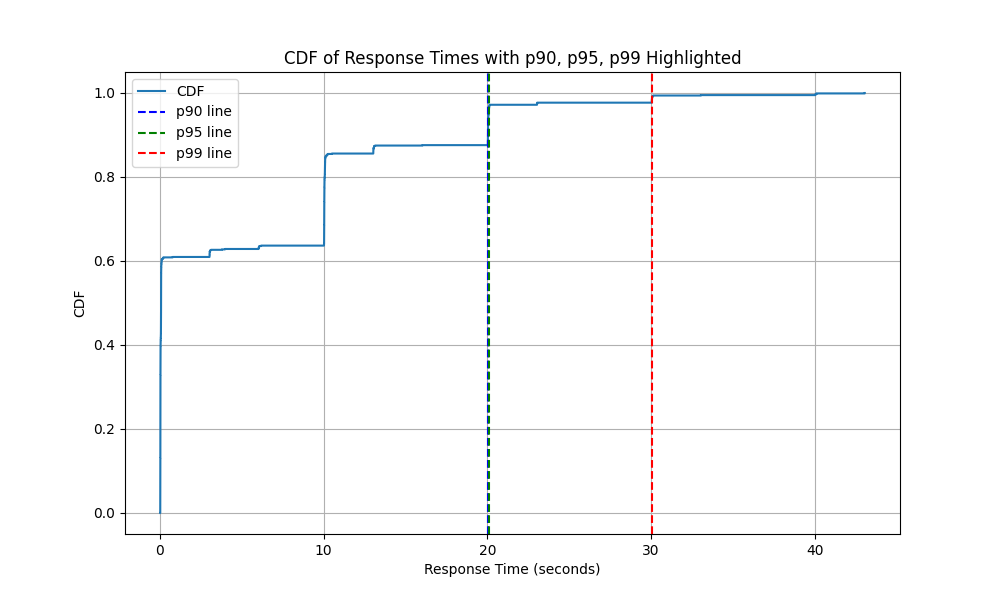 CDF of Response Times with p90, p95, p99 Highlighted
CDF
p90 line
p95 line
p99 line
1.0
0.8
0.6
0.4
0.2
0.0
CDF
0 10 20 30 40
Response Time (seconds)